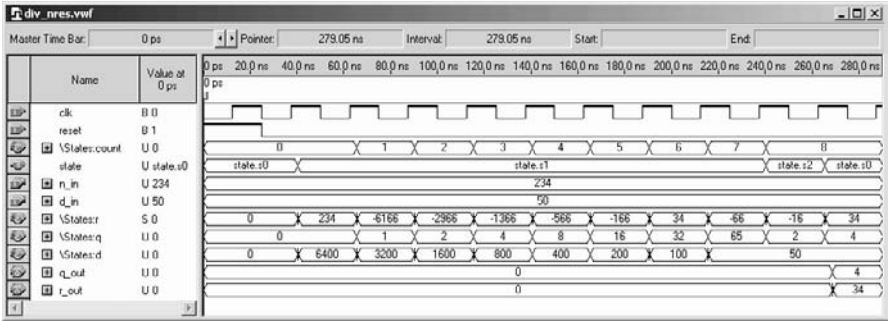 div_nres.vwf
Master Time Bar: 0 ps Pointer: 279.05 ns Interval: 279.05 ns Start: End:
Name Value at 0 ps
0 ps 20.0 ns 40.0 ns 60.0 ns 80.0 ns 100.0 ns 120.0 ns 140.0 ns 160.0 ns 180.0 ns 200.0 ns 220.0 ns 240.0 ns 260.0 ns 280.0 ns
0 ps
clk B 0
reset B 1
\States:count U 0 0 1 2 3 4 5 6 7 8
state U state.s0 state.s0 state.s1 state.s2 state.s0
n_in U 234 234
d_in U 50 50
\States:r S 0 0 234 -6166 -2966 -1366 -566 -166 34 -66 -16 34
\States:q U 0 0 1 2 4 8 16 32 65 2 4
\States:d U 0 0 6400 3200 1600 800 400 200 100 50
q_out U 0 0 4
r_out U 0 0 34